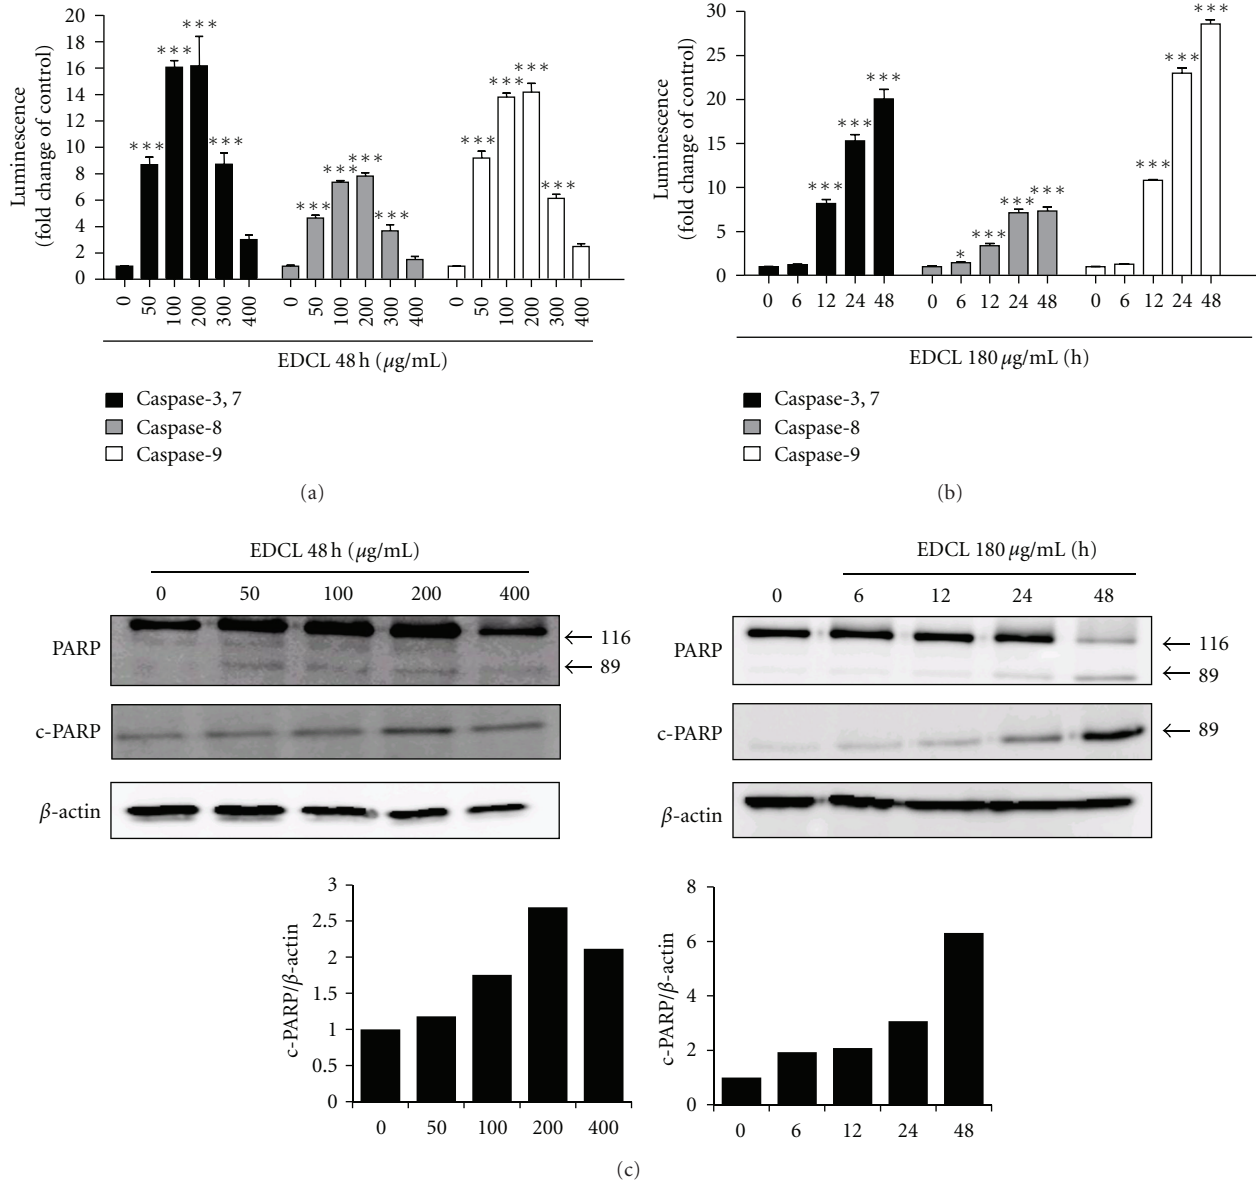 Luminescence
(fold change of control)
20
18
16
14
12
10
8
6
4
2
0
∗∗∗ ∗∗∗ ∗∗∗ ∗∗∗
∗∗∗ ∗∗∗ ∗∗∗ ∗∗∗
∗∗∗ ∗∗∗ ∗∗∗ ∗∗∗
0 50 100 200 300 400 0 50 100 200 300 400 0 50 100 200 300 400
EDCL 48 h (μg/mL)
Caspase-3, 7
Caspase-8
Caspase-9
(a)
Luminescence
(fold change of control)
30
25
20
15
10
5
0
∗∗∗ ∗∗∗ ∗∗∗
∗ ∗∗∗ ∗∗∗ ∗∗∗
∗∗∗ ∗∗∗ ∗∗∗
0 6 12 24 48 0 6 12 24 48 0 6 12 24 48
EDCL 180 μg/mL (h)
Caspase-3, 7
Caspase-8
Caspase-9
(b)
EDCL 48 h (μg/mL)
0 50 100 200 400
PARP
116
89
c-PARP
β-actin
EDCL 180 μg/mL (h)
0 6 12 24 48
PARP
116
89
c-PARP
89
β-actin
c-PARP/β-actin
3
2.5
2
1.5
1
0.5
0
0 50 100 200 400
c-PARP/β-actin
8
6
4
2
0
0 6 12 24 48
(c)